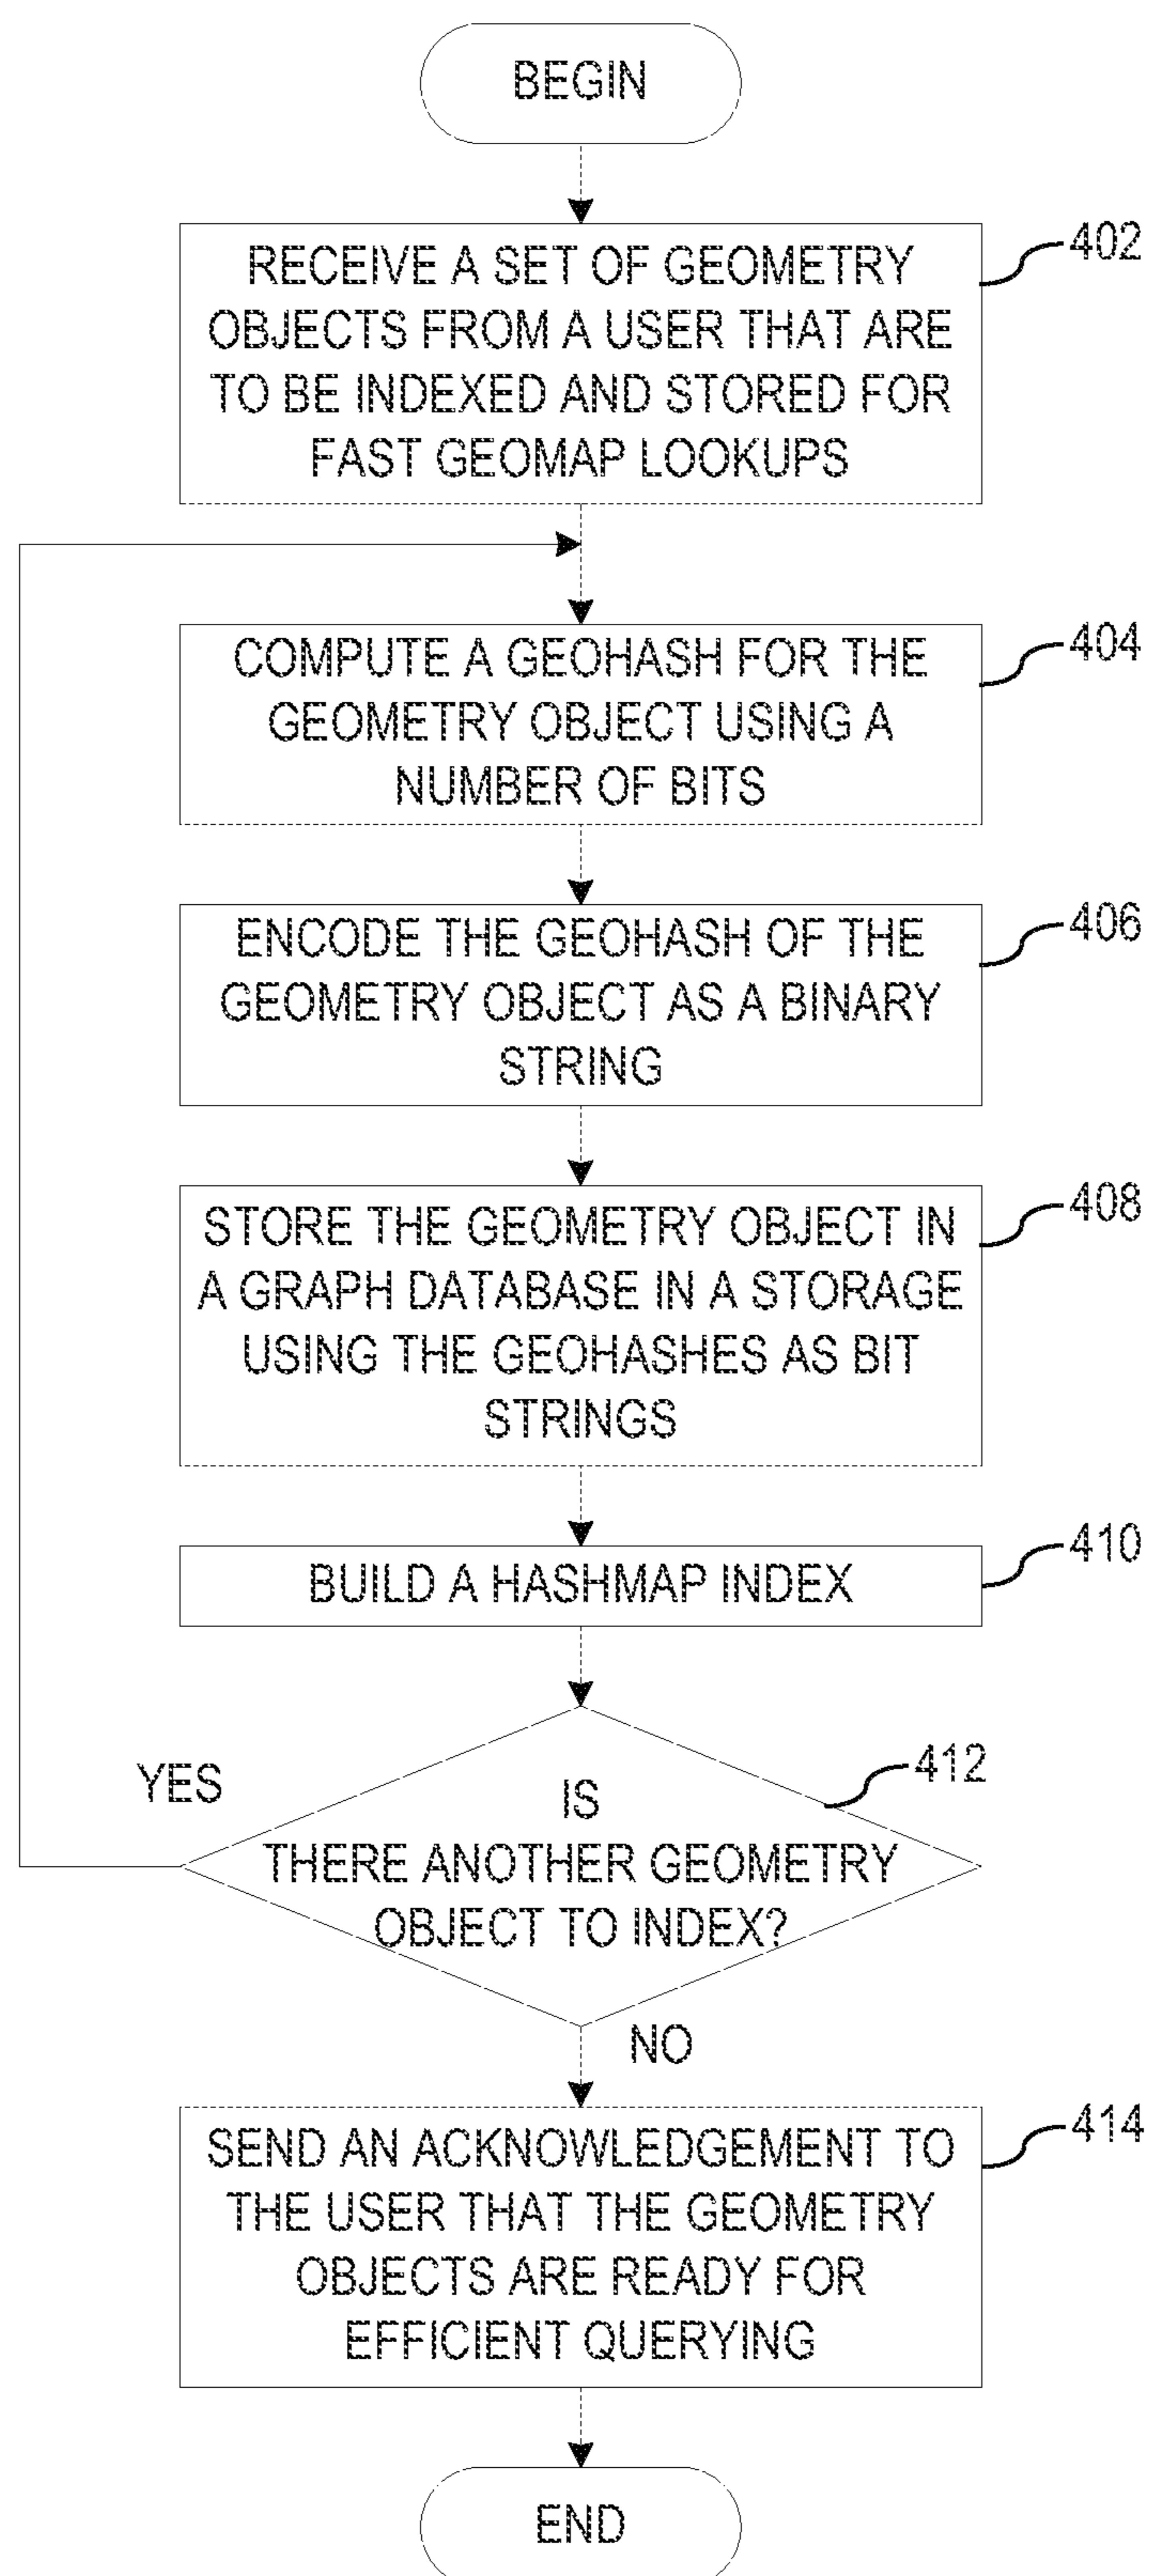 BEGIN
RECEIVE A SET OF GEOMETRY
OBJECTS FROM A USER THAT ARE
TO BE INDEXED AND STORED FOR
FAST GEOMAP LOOKUPS
402
COMPUTE A GEOHASH FOR THE
GEOMETRY OBJECT USING A
NUMBER OF BITS
404
ENCODE THE GEOHASH OF THE
GEOMETRY OBJECT AS A BINARY
STRING
406
STORE THE GEOMETRY OBJECT IN
A GRAPH DATABASE IN A STORAGE
USING THE GEOHASHES AS BIT
STRINGS
408
BUILD A HASHMAP INDEX
410
IS
THERE ANOTHER GEOMETRY
OBJECT TO INDEX?
412
YES
NO
SEND AN ACKNOWLEDGEMENT TO
THE USER THAT THE GEOMETRY
OBJECTS ARE READY FOR
EFFICIENT QUERYING
414
END